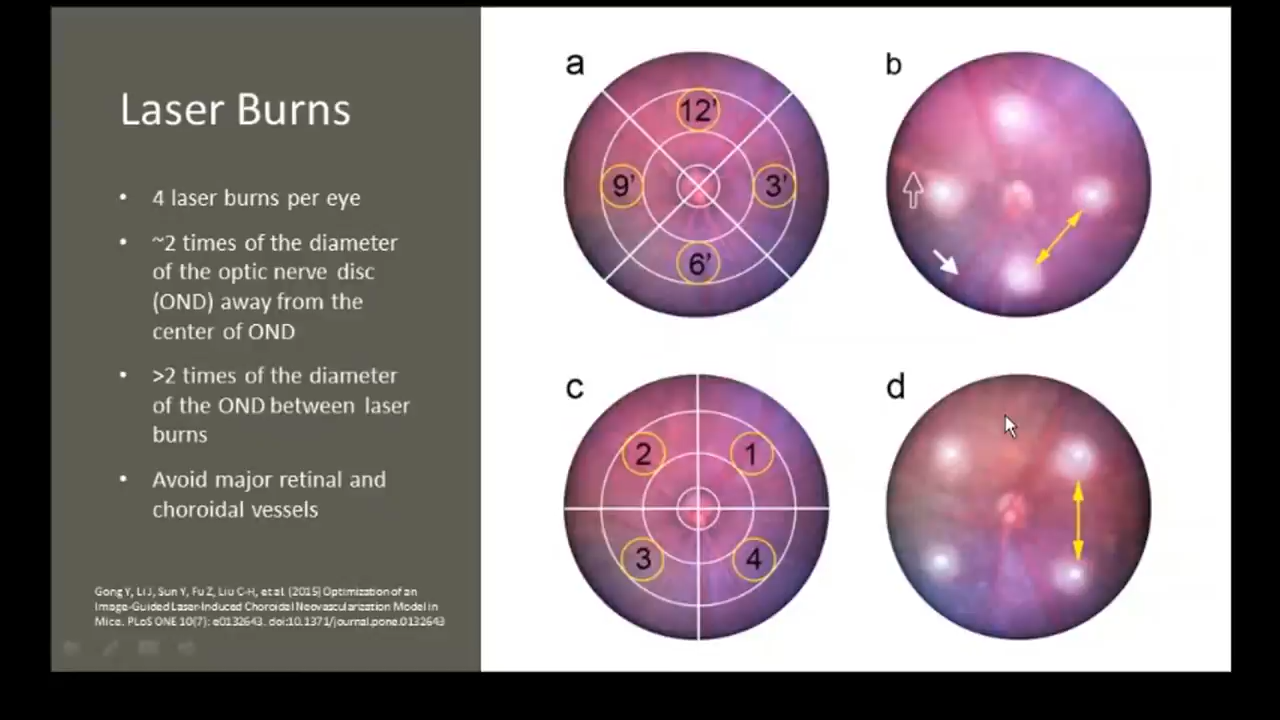 Laser Burns
• 4 laser burns per eye
• ~2 times of the diameter
of the optic nerve disc
(OND) away from the
center of OND
• >2 times of the diameter
of the OND between laser
burns
• Avoid major retinal and
choroidal vessels
Gong Y, Li J, Sun Y, Fu Z, Liu C-H, et al. (2015) Optimization of an
Image-Guided Laser-Induced Choroidal Neovascularization Model in
Mice. PLoS ONE 10(7): e0132643. doi:10.1371/journal.pone.0132643
a
12'
9'
3'
6'
b
c
2
1
3
4
d